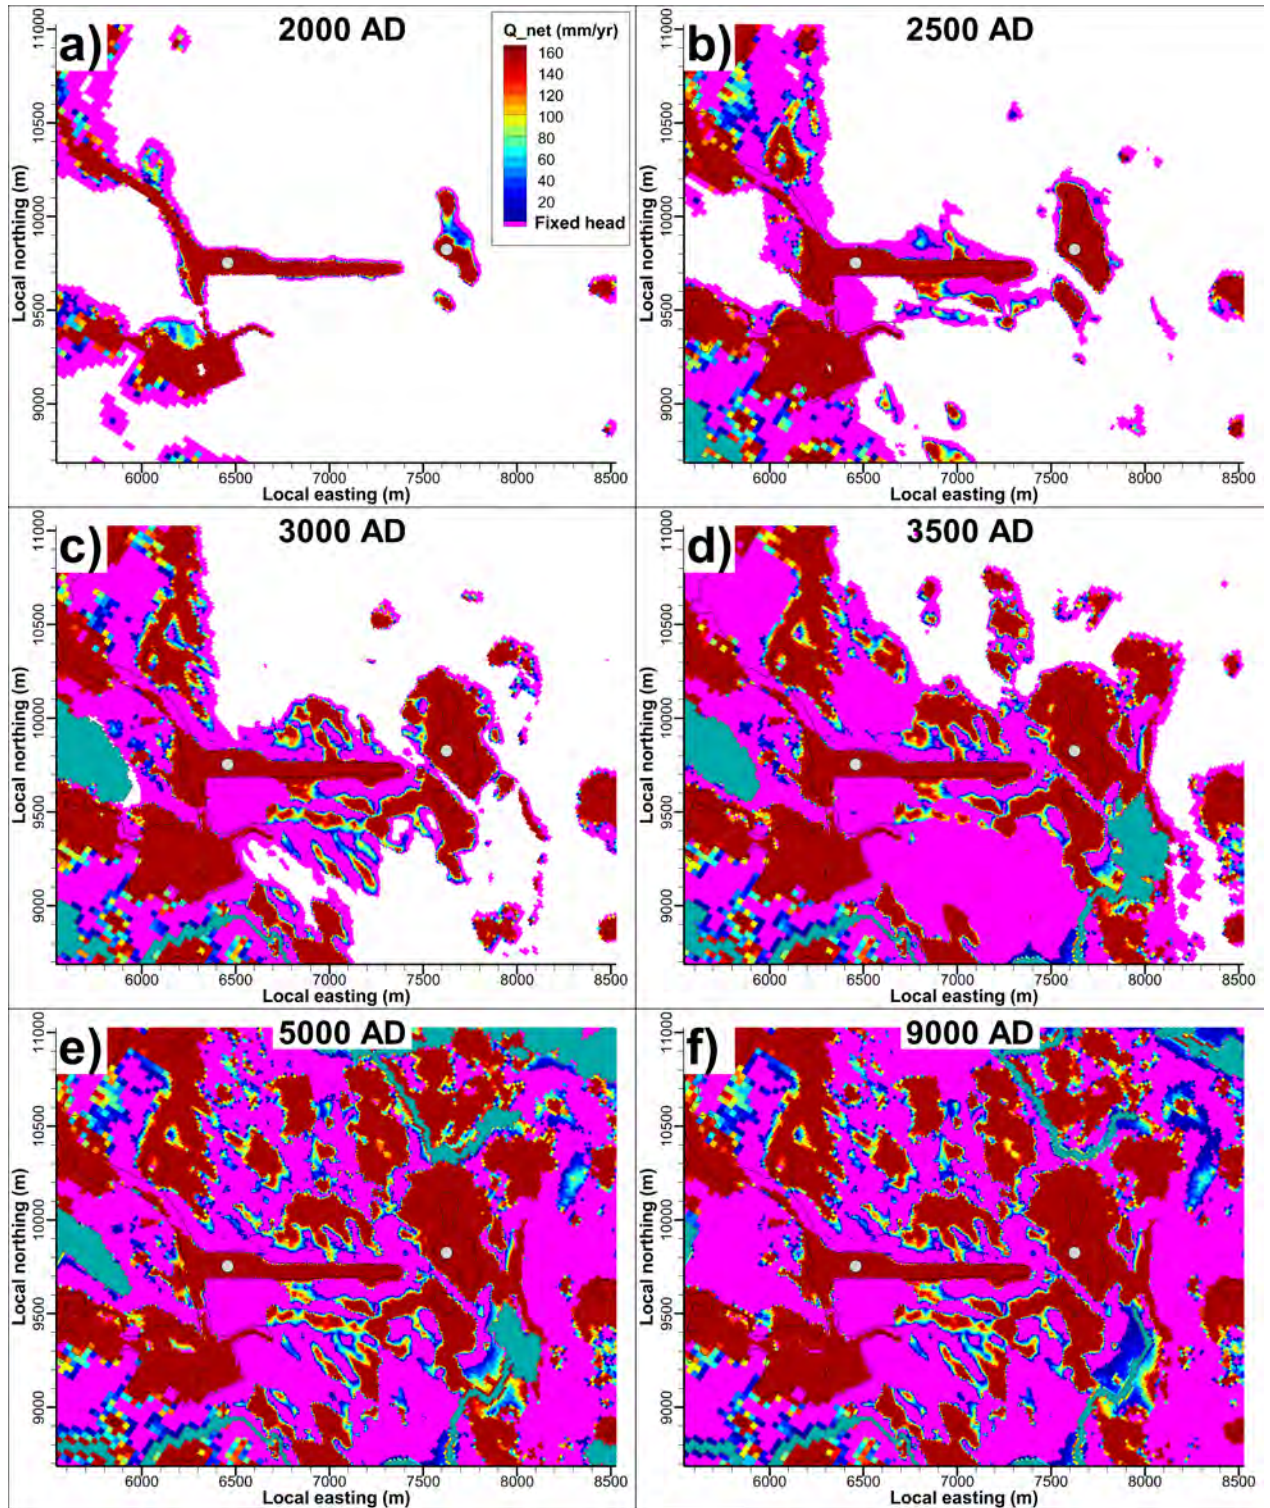 a)
2000 AD
Q_net (mm/yr)
160
140
120
100
80
60
40
20
Fixed head
Local northing (m)
11000
10500
10000
9500
9000
6000 6500 7000 7500 8000 8500
Local easting (m)
b)
2500 AD
Local northing (m)
11000
10500
10000
9500
9000
6000 6500 7000 7500 8000 8500
Local easting (m)
c)
3000 AD
Local northing (m)
11000
10500
10000
9500
9000
6000 6500 7000 7500 8000 8500
Local easting (m)
d)
3500 AD
Local northing (m)
11000
10500
10000
9500
9000
6000 6500 7000 7500 8000 8500
Local easting (m)
e)
5000 AD
Local northing (m)
11000
10500
10000
9500
9000
6000 6500 7000 7500 8000 8500
Local easting (m)
f)
9000 AD
Local northing (m)
11000
10500
10000
9500
9000
6000 6500 7000 7500 8000 8500
Local easting (m)